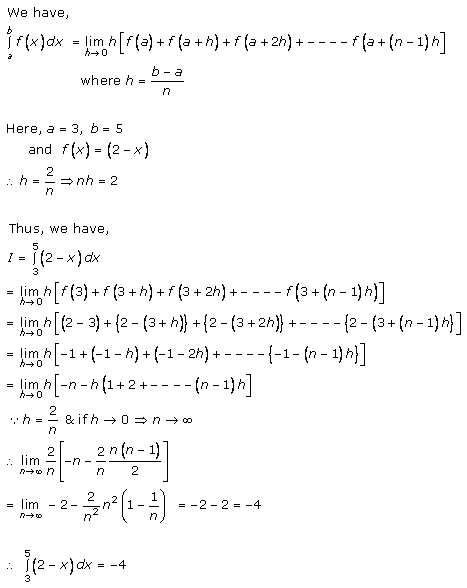 We have,
∫_a^b f(x)dx = lim_{h→0} h[f(a)+f(a+h)+f(a+2h)+----f(a+(n-1)h]
where h = (b-a)/n
Here, a = 3, b = 5
and f(x) = (2-x)
∴ h = 2/n ⇒ nh = 2
Thus, we have,
I = ∫_3^5 (2-x)dx
= lim_{h→0} h[f(3)+f(3+h)+f(3+2h)+----f(3+(n-1)h)]
= lim_{h→0} h[(2-3)+{2-(3+h)}+{2-(3+2h)}+----{2-(3+(n-1)h}]
= lim_{h→0} h[-1+(-1-h)+(-1-2h)+----{-1-(n-1)h}]
= lim_{h→0} h[-n-h(1+2+----(n-1)h]
∵ h = 2/n & if h → 0 ⇒ n → ∞
∴ lim_{n→∞} 2/n [-n - 2/n n(n-1)/2]
= lim_{n→∞} -2 - 2/n² n²(1 - 1/n) = -2-2 = -4
∴ ∫_3^5 (2-x)dx = -4